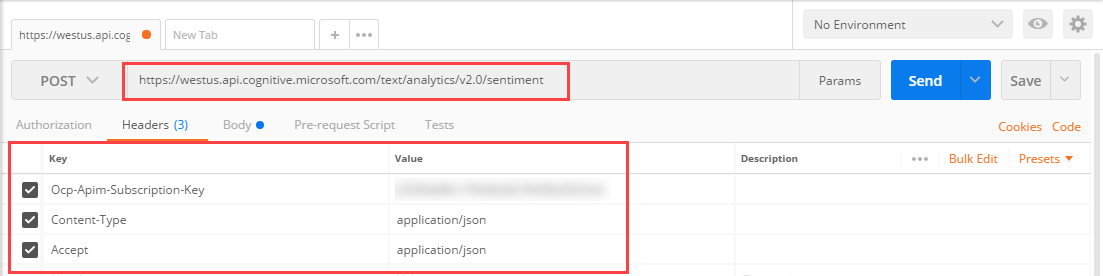 https://westus.api.cog New Tab + ••• No Environment
POST https://westus.api.cognitive.microsoft.com/text/analytics/v2.0/sentiment Params Send Save
Authorization Headers (3) Body Pre-request Script Tests Cookies Code
Key Value Description ••• Bulk Edit Presets
Ocp-Apim-Subscription-Key
Content-Type application/json
Accept application/json